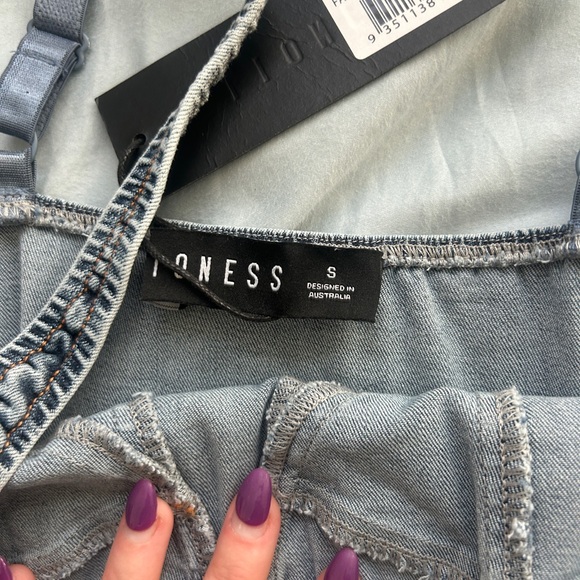 9 351138
IONESS
S
DESIGNED IN
AUSTRALIA